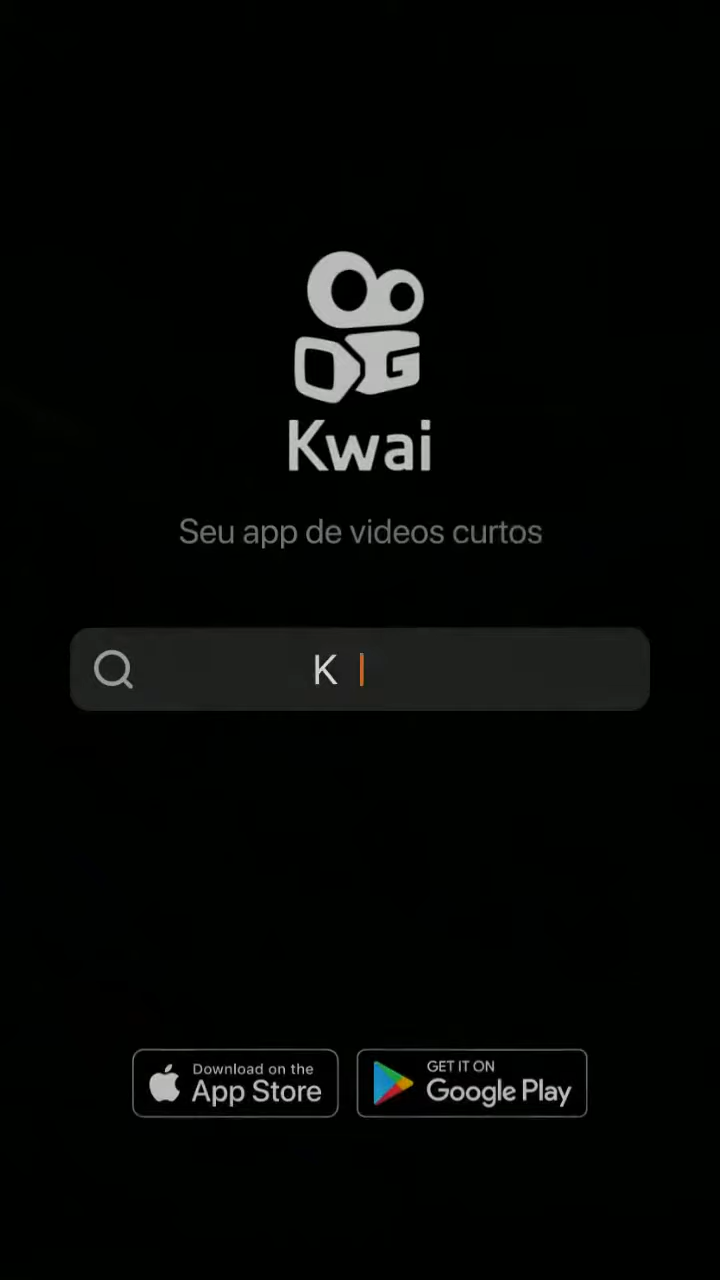 Kwai
Seu app de videos curtos
K
Download on the
App Store
GET IT ON
Google Play